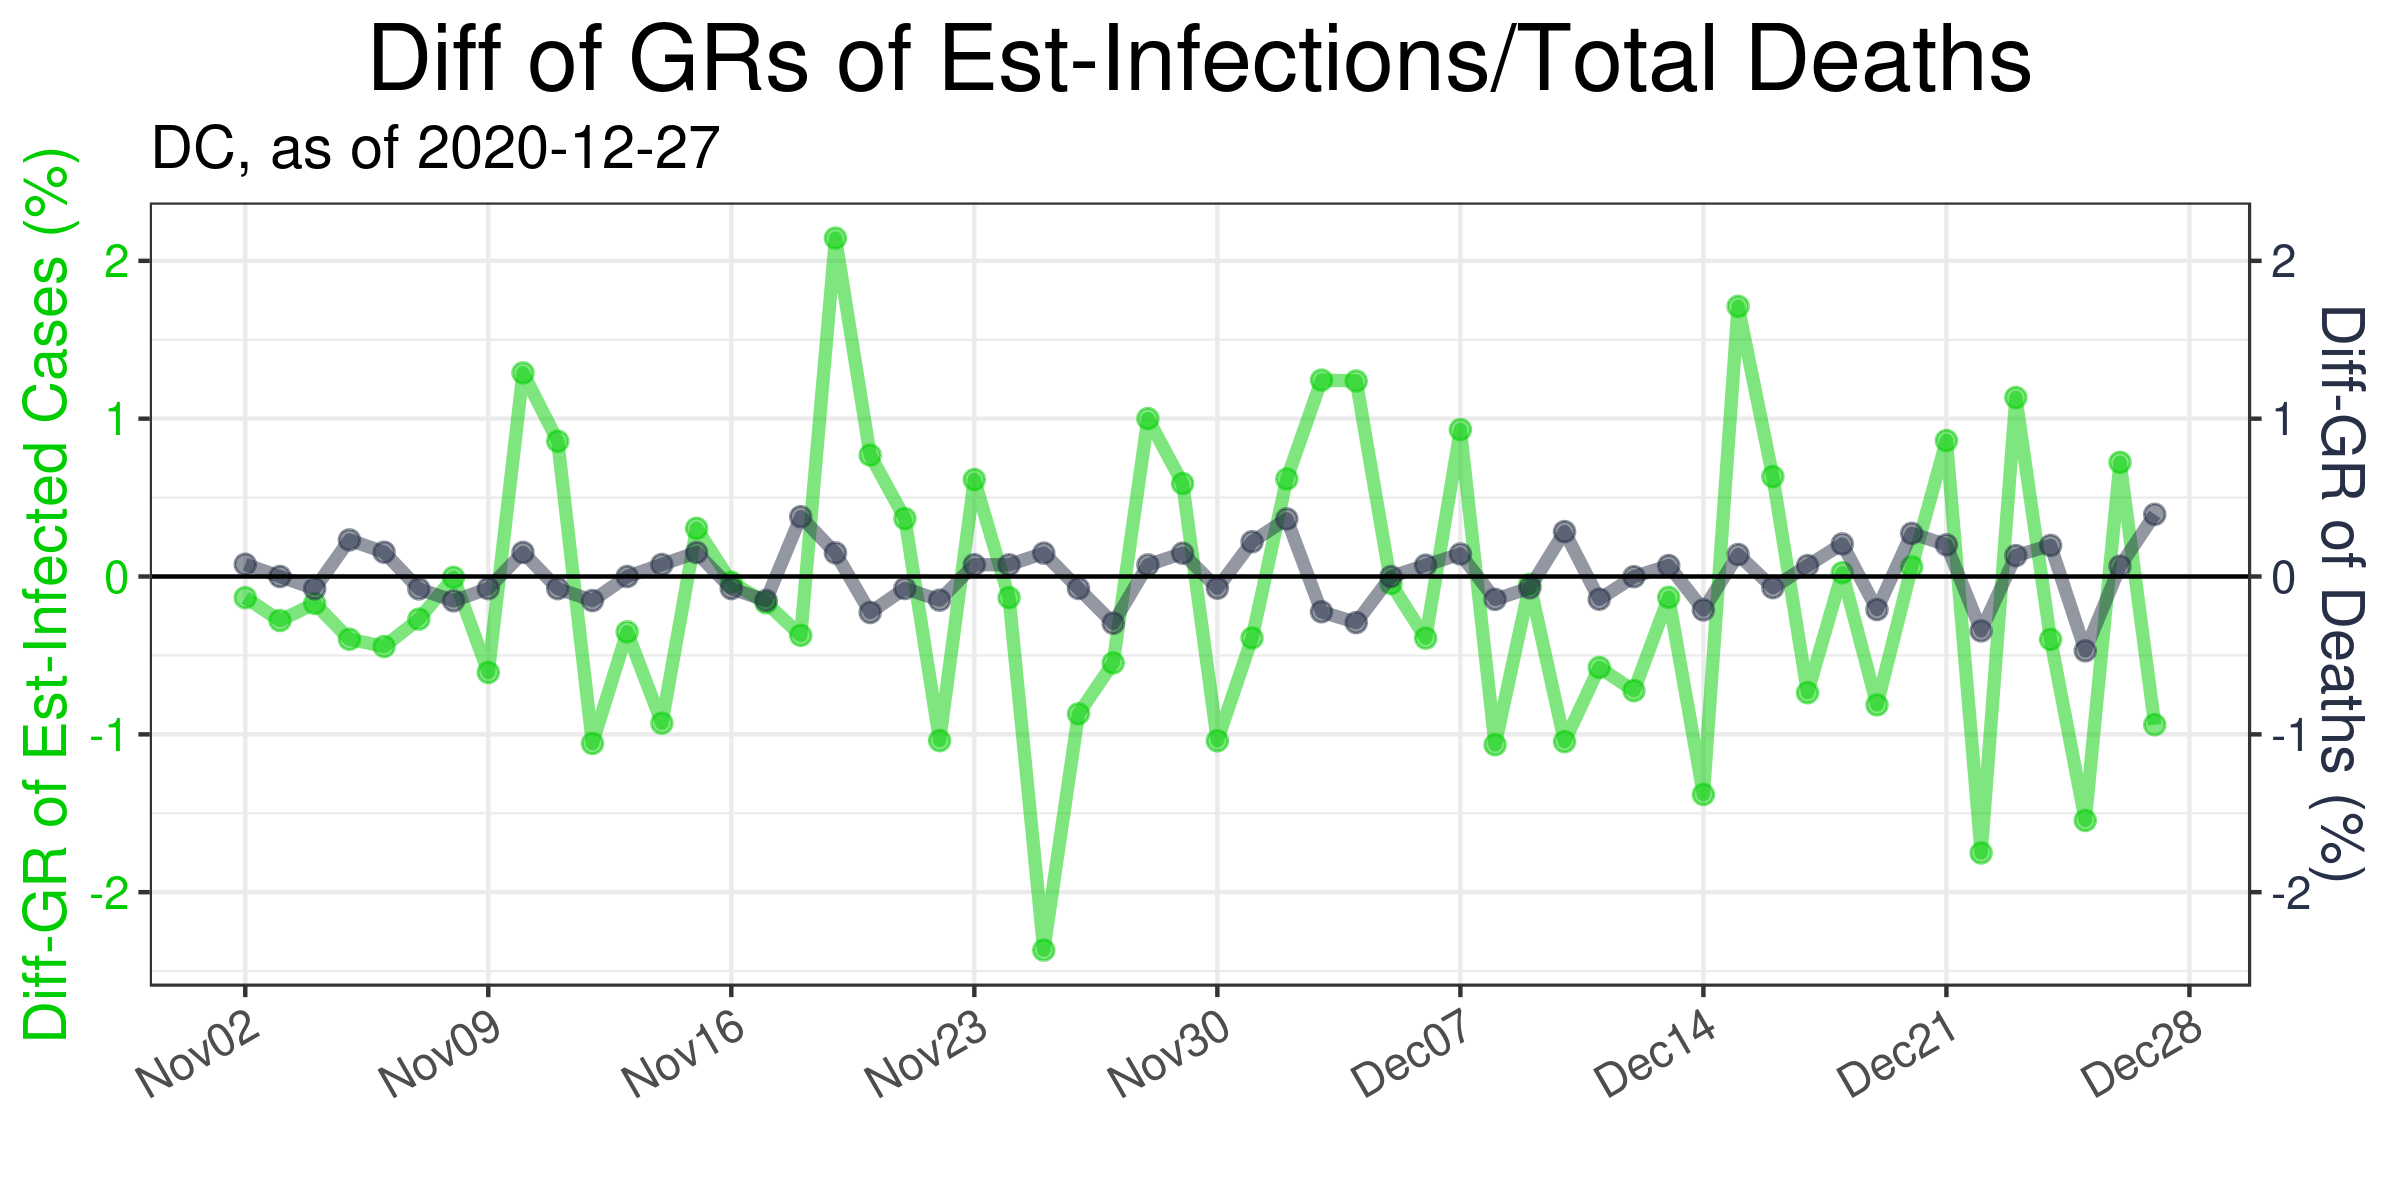 Diff of GRs of Est-Infections/Total Deaths
DC, as of 2020-12-27
Diff-GR of Est-Infected Cases (%)
2
1
0
-1
-2
2
1
0
-1
-2
Diff-GR of Deaths (%)
Nov02
Nov09
Nov16
Nov23
Nov30
Dec07
Dec14
Dec21
Dec28